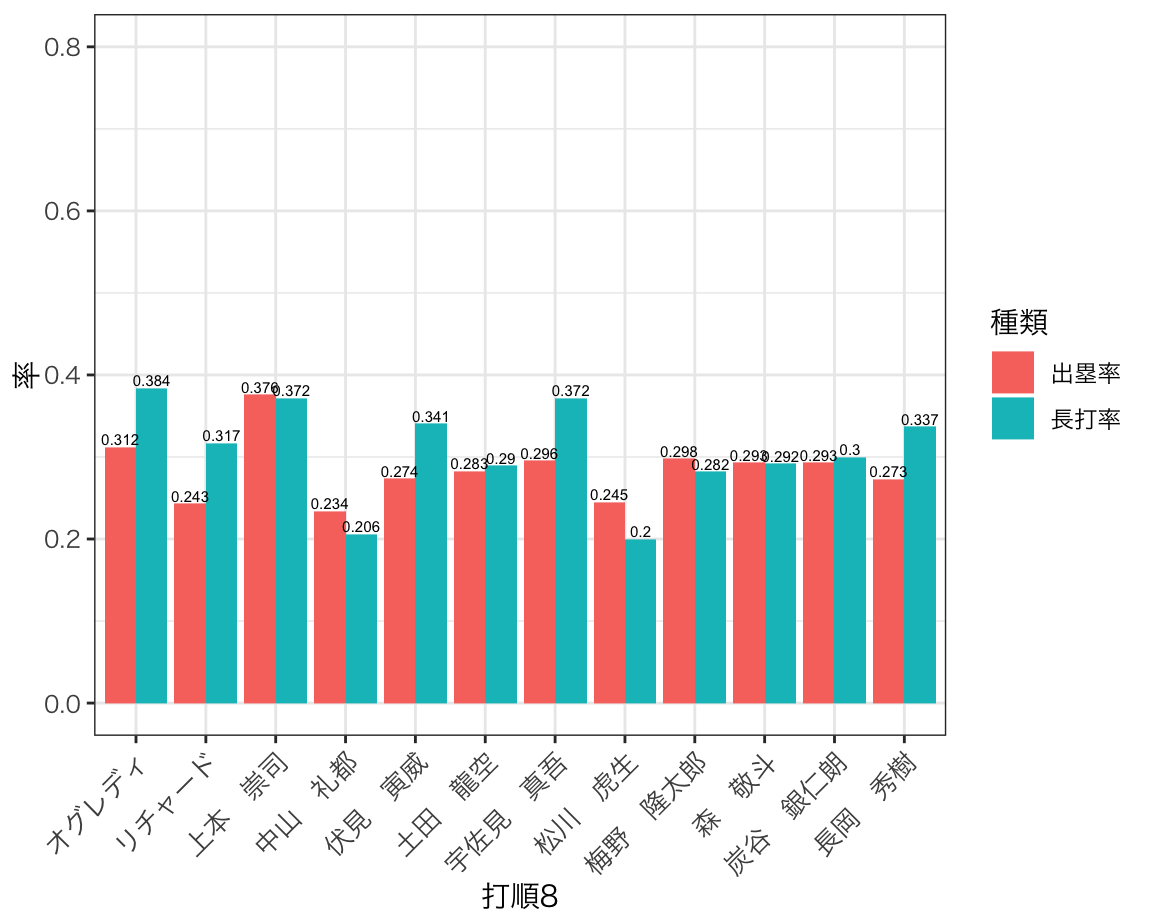 0.8
0.6
0.4
0.2
0.0
率
0.312
0.384
0.243
0.317
0.376
0.372
0.234
0.206
0.274
0.341
0.283
0.29
0.296
0.372
0.245
0.2
0.298
0.282
0.293
0.292
0.293
0.3
0.273
0.337
オグレディ
リチャード
上本 崇司
中山 礼都
伏見 寅威
土田 龍空
宇佐見 真吾
松川 虎生
梅野 隆太郎
森 敬斗
炭谷 銀仁朗
長岡 秀樹
打順8
種類
出塁率
長打率